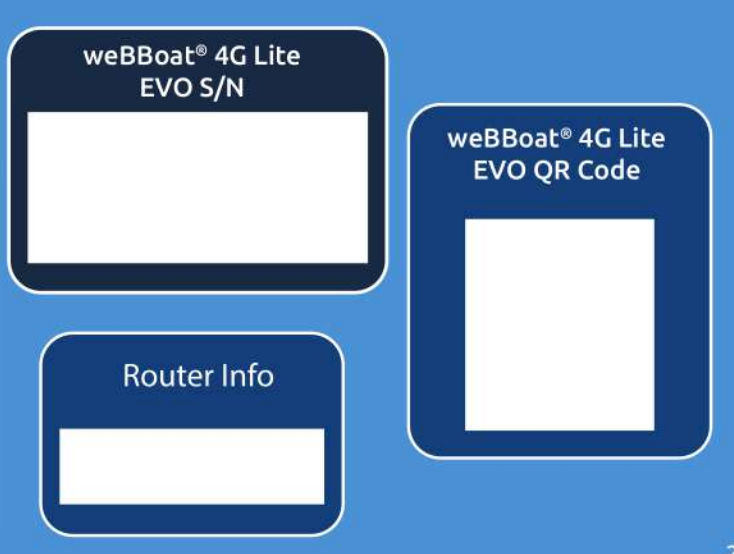 weBBoat® 4G Lite
EVO S/N
weBBoat® 4G Lite
EVO QR Code
Router Info